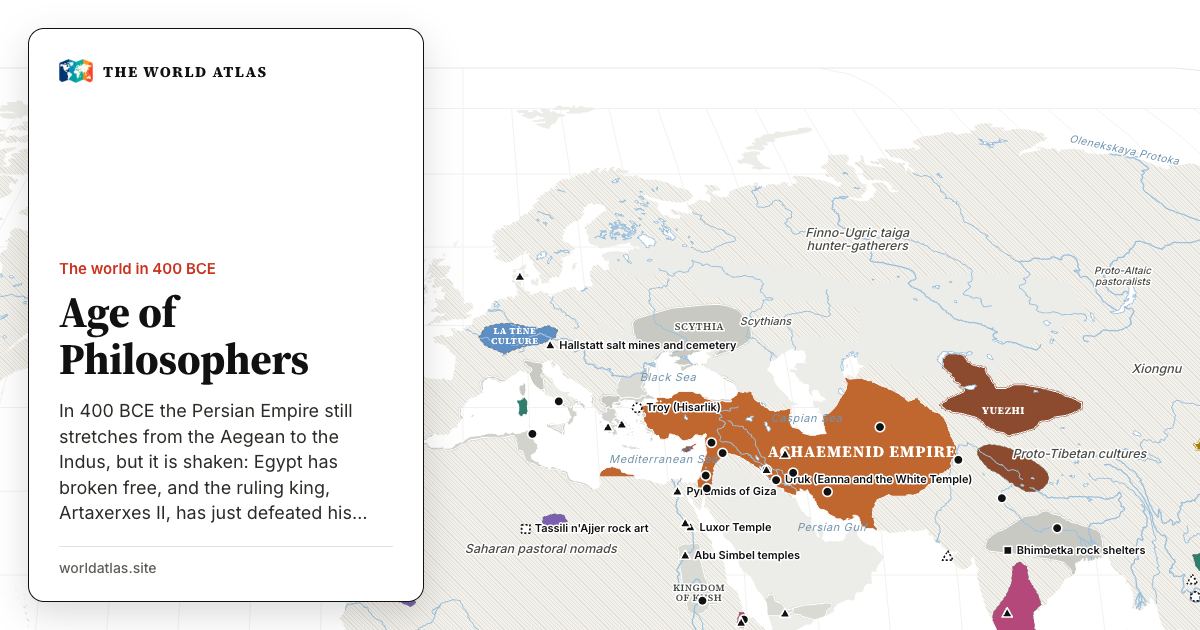 THE WORLD ATLAS
The world in 400 BCE
Age of
Philosophers
In 400 BCE the Persian Empire still
stretches from the Aegean to the
Indus, but it is shaken: Egypt has
broken free, and the ruling king,
Artaxerxes II, has just defeated his...
worldatlas.site
Olenekskaya Protoka
Finno-Ugric taiga
hunter-gatherers
Proto-Altaic
pastoralists
SCYTHIA
Scythians
LA TÈNE
CULTURE
Hallstatt salt mines and cemetery
Xiongnu
Black Sea
Troy (Hisarlik)
Caspian Sea
YUEZHI
ACHAEMENID EMPIRE
Proto-Tibetan cultures
Mediterranean Sea
Uruk (Eanna and the White Temple)
Pyramids of Giza
Tassili n'Ajjer rock art
Luxor Temple
Persian Gulf
Saharan pastoral nomads
Abu Simbel temples
Bhimbetka rock shelters
KINGDOM
OF KUSH